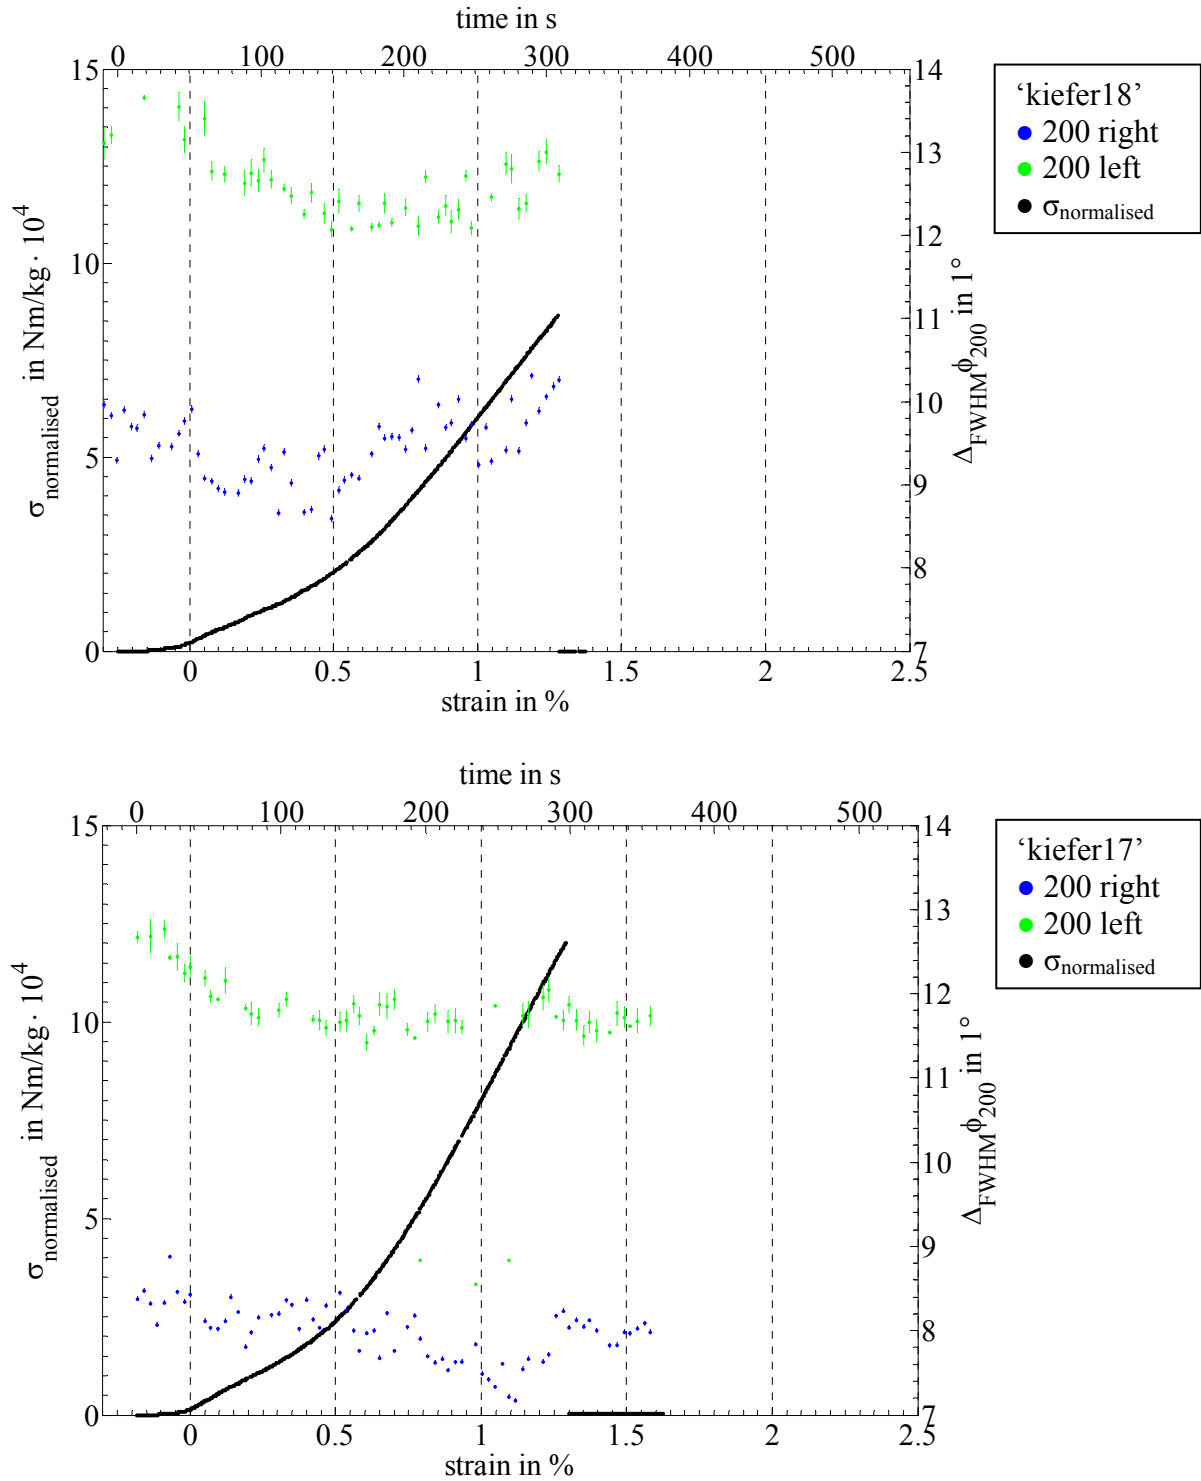 time in s
0 100 200 300 400 500
15 14
‘kiefer18’
13
200 right
200 left
12
σnormalised
10
σnormalised in Nm/kg · 10⁴
ΔFWHMϕ200 in 1°
11
10
5
9
8
0 7
0 0.5 1 1.5 2 2.5
strain in %
time in s
0 100 200 300 400 500
15 14
‘kiefer17’
13
200 right
200 left
12
σnormalised
10
σnormalised in Nm/kg · 10⁴
ΔFWHMϕ200 in 1°
11
10
5
9
8
0 7
0 0.5 1 1.5 2 2.5
strain in %